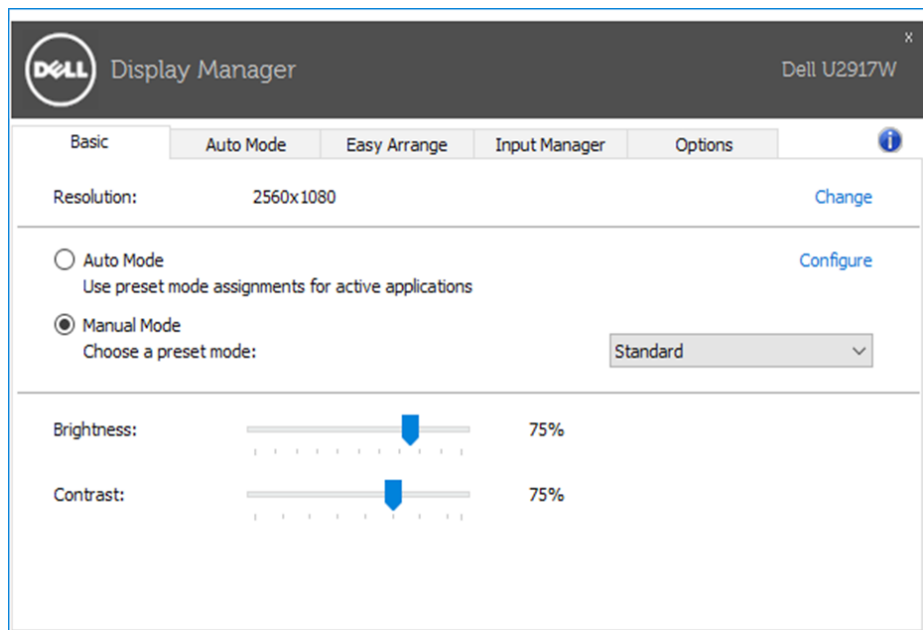 x
DELL Display Manager Dell U2917W
Basic Auto Mode Easy Arrange Input Manager Options i
Resolution: 2560x1080 Change
Auto Mode Configure
Use preset mode assignments for active applications
Manual Mode
Choose a preset mode: Standard
Brightness: 75%
Contrast: 75%